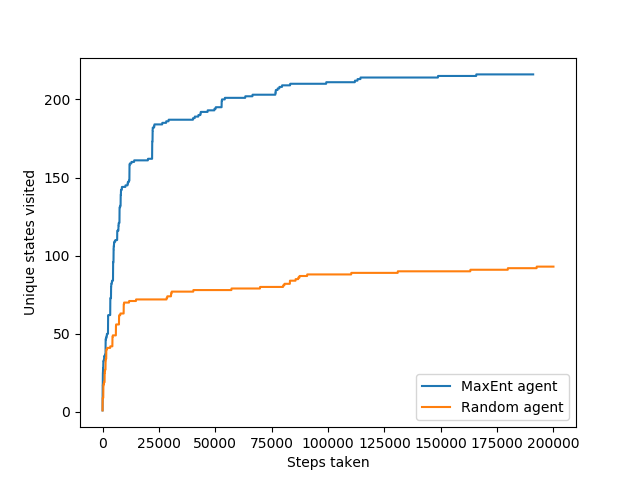 200
150
100
50
0
Unique states visited
MaxEnt agent
Random agent
0 25000 50000 75000 100000 125000 150000 175000 200000
Steps taken